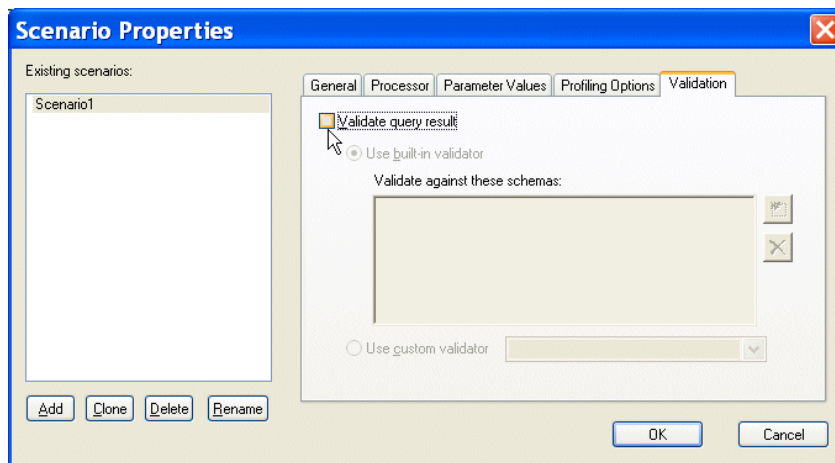 Scenario Properties
Existing scenarios:
Scenario1
Add
Clone
Delete
Rename
General
Processor
Parameter Values
Profiling Options
Validation
Validate query result
Use built-in validator
Validate against these schemas:
Use custom validator
OK
Cancel